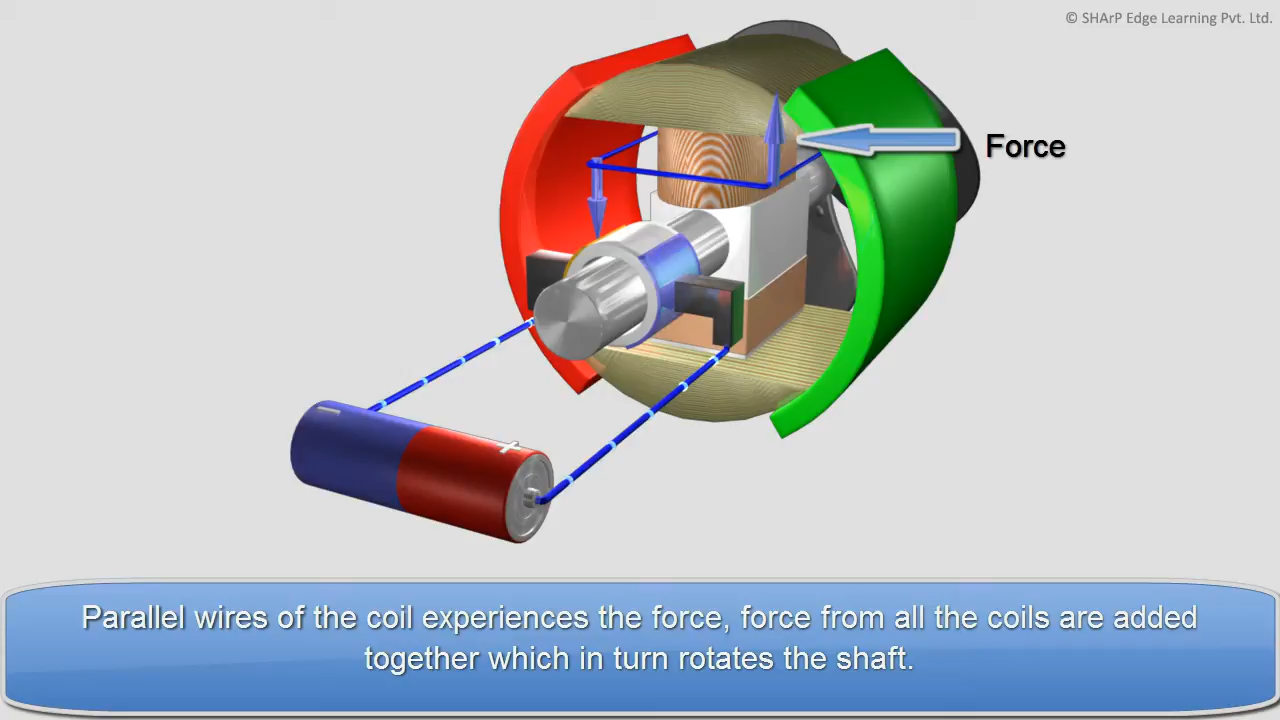 © SHArP Edge Learning Pvt. Ltd.
Force
− +
Parallel wires of the coil experiences the force, force from all the coils are added
together which in turn rotates the shaft.